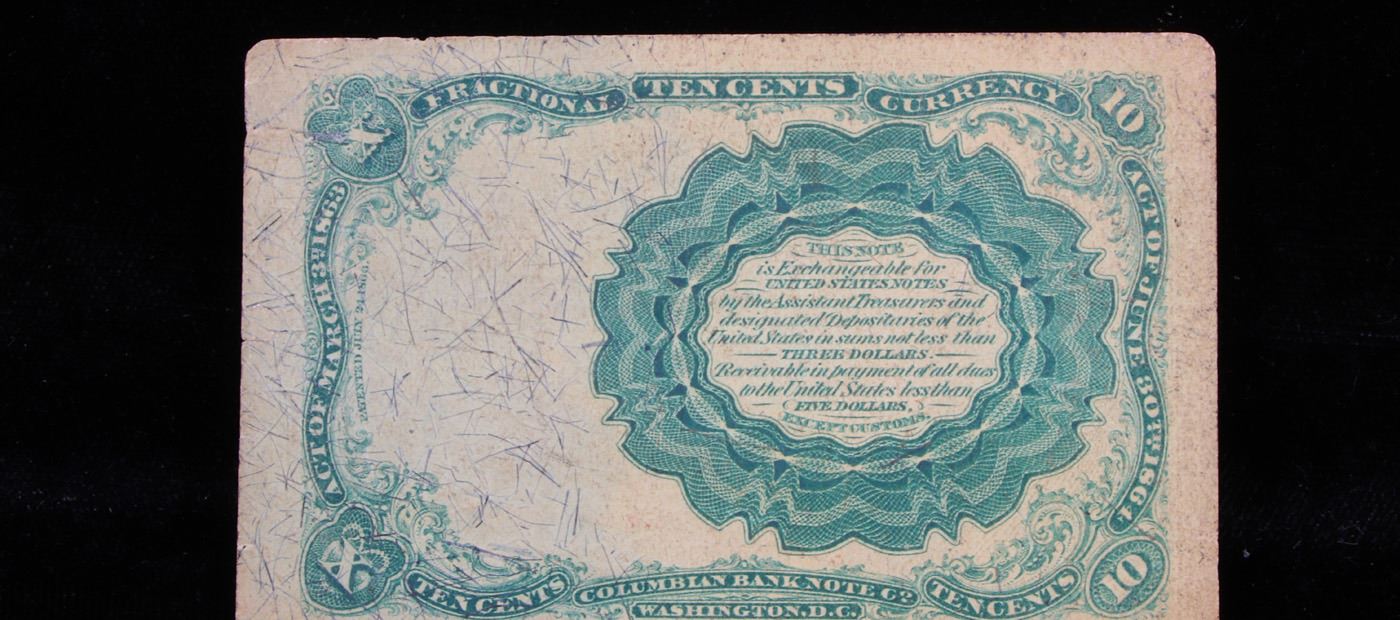 FRACTIONAL TEN CENTS CURRENCY
X
10
ACT OF MARCH 3RD 1863
PATENTED JULY 24 1861
THIS NOTE
is Exchangeable for
UNITED STATES NOTES
by the Assistant Treasurers and
designated Depositaries of the
United States in sums not less than
THREE DOLLARS.
Receivable in payment of all dues
to the United States less than
FIVE DOLLARS,
EXCEPT CUSTOMS.
ACT OF JUNE 30TH 1864
X
TEN CENTS
COLUMBIAN BANK NOTE CO.
WASHINGTON, D.C.
TEN CENTS
10